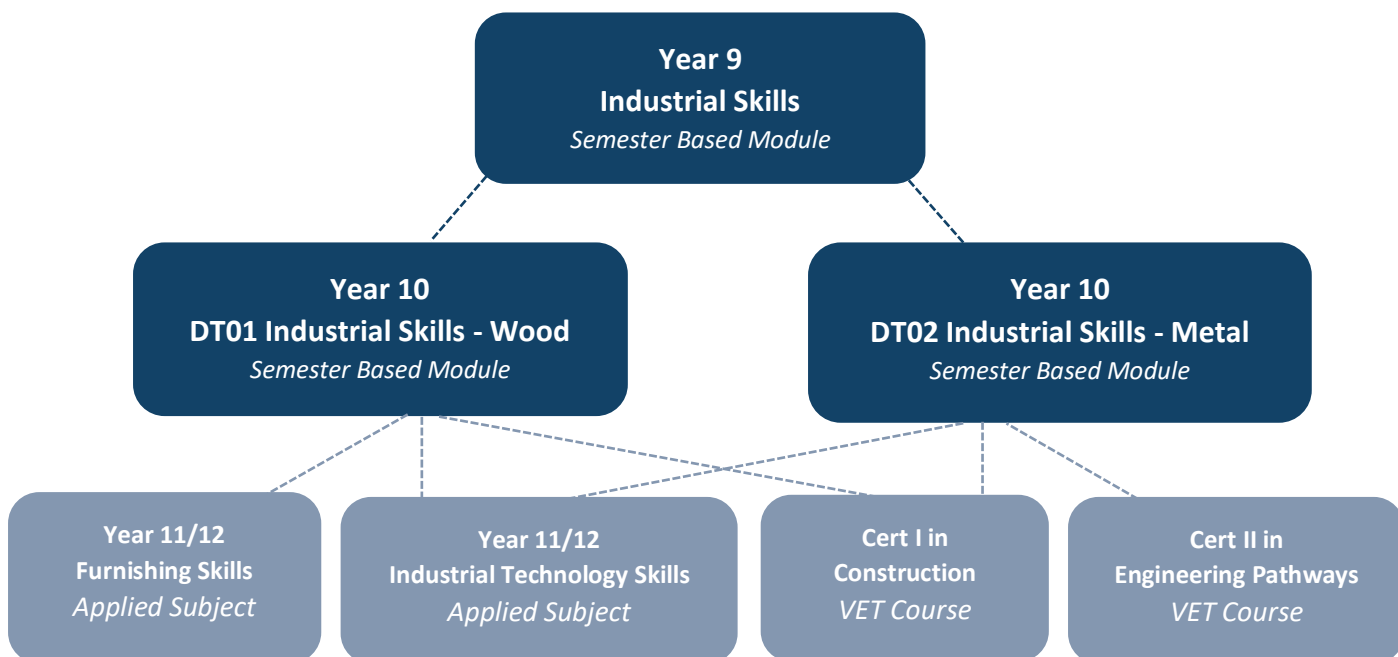 Year 9
Industrial Skills
Semester Based Module
Year 10
DT01 Industrial Skills - Wood
Semester Based Module
Year 10
DT02 Industrial Skills - Metal
Semester Based Module
Year 11/12
Furnishing Skills
Applied Subject
Year 11/12
Industrial Technology Skills
Applied Subject
Cert I in
Construction
VET Course
Cert II in
Engineering Pathways
VET Course